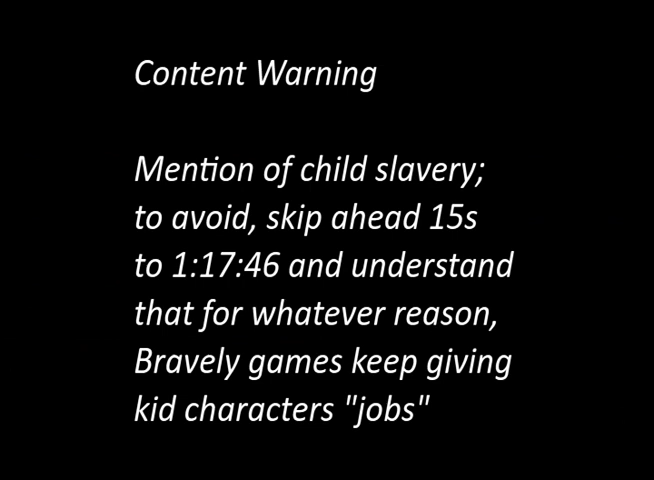 Content Warning
Mention of child slavery;
to avoid, skip ahead 15s
to 1:17:46 and understand
that for whatever reason,
Bravely games keep giving
kid characters "jobs"